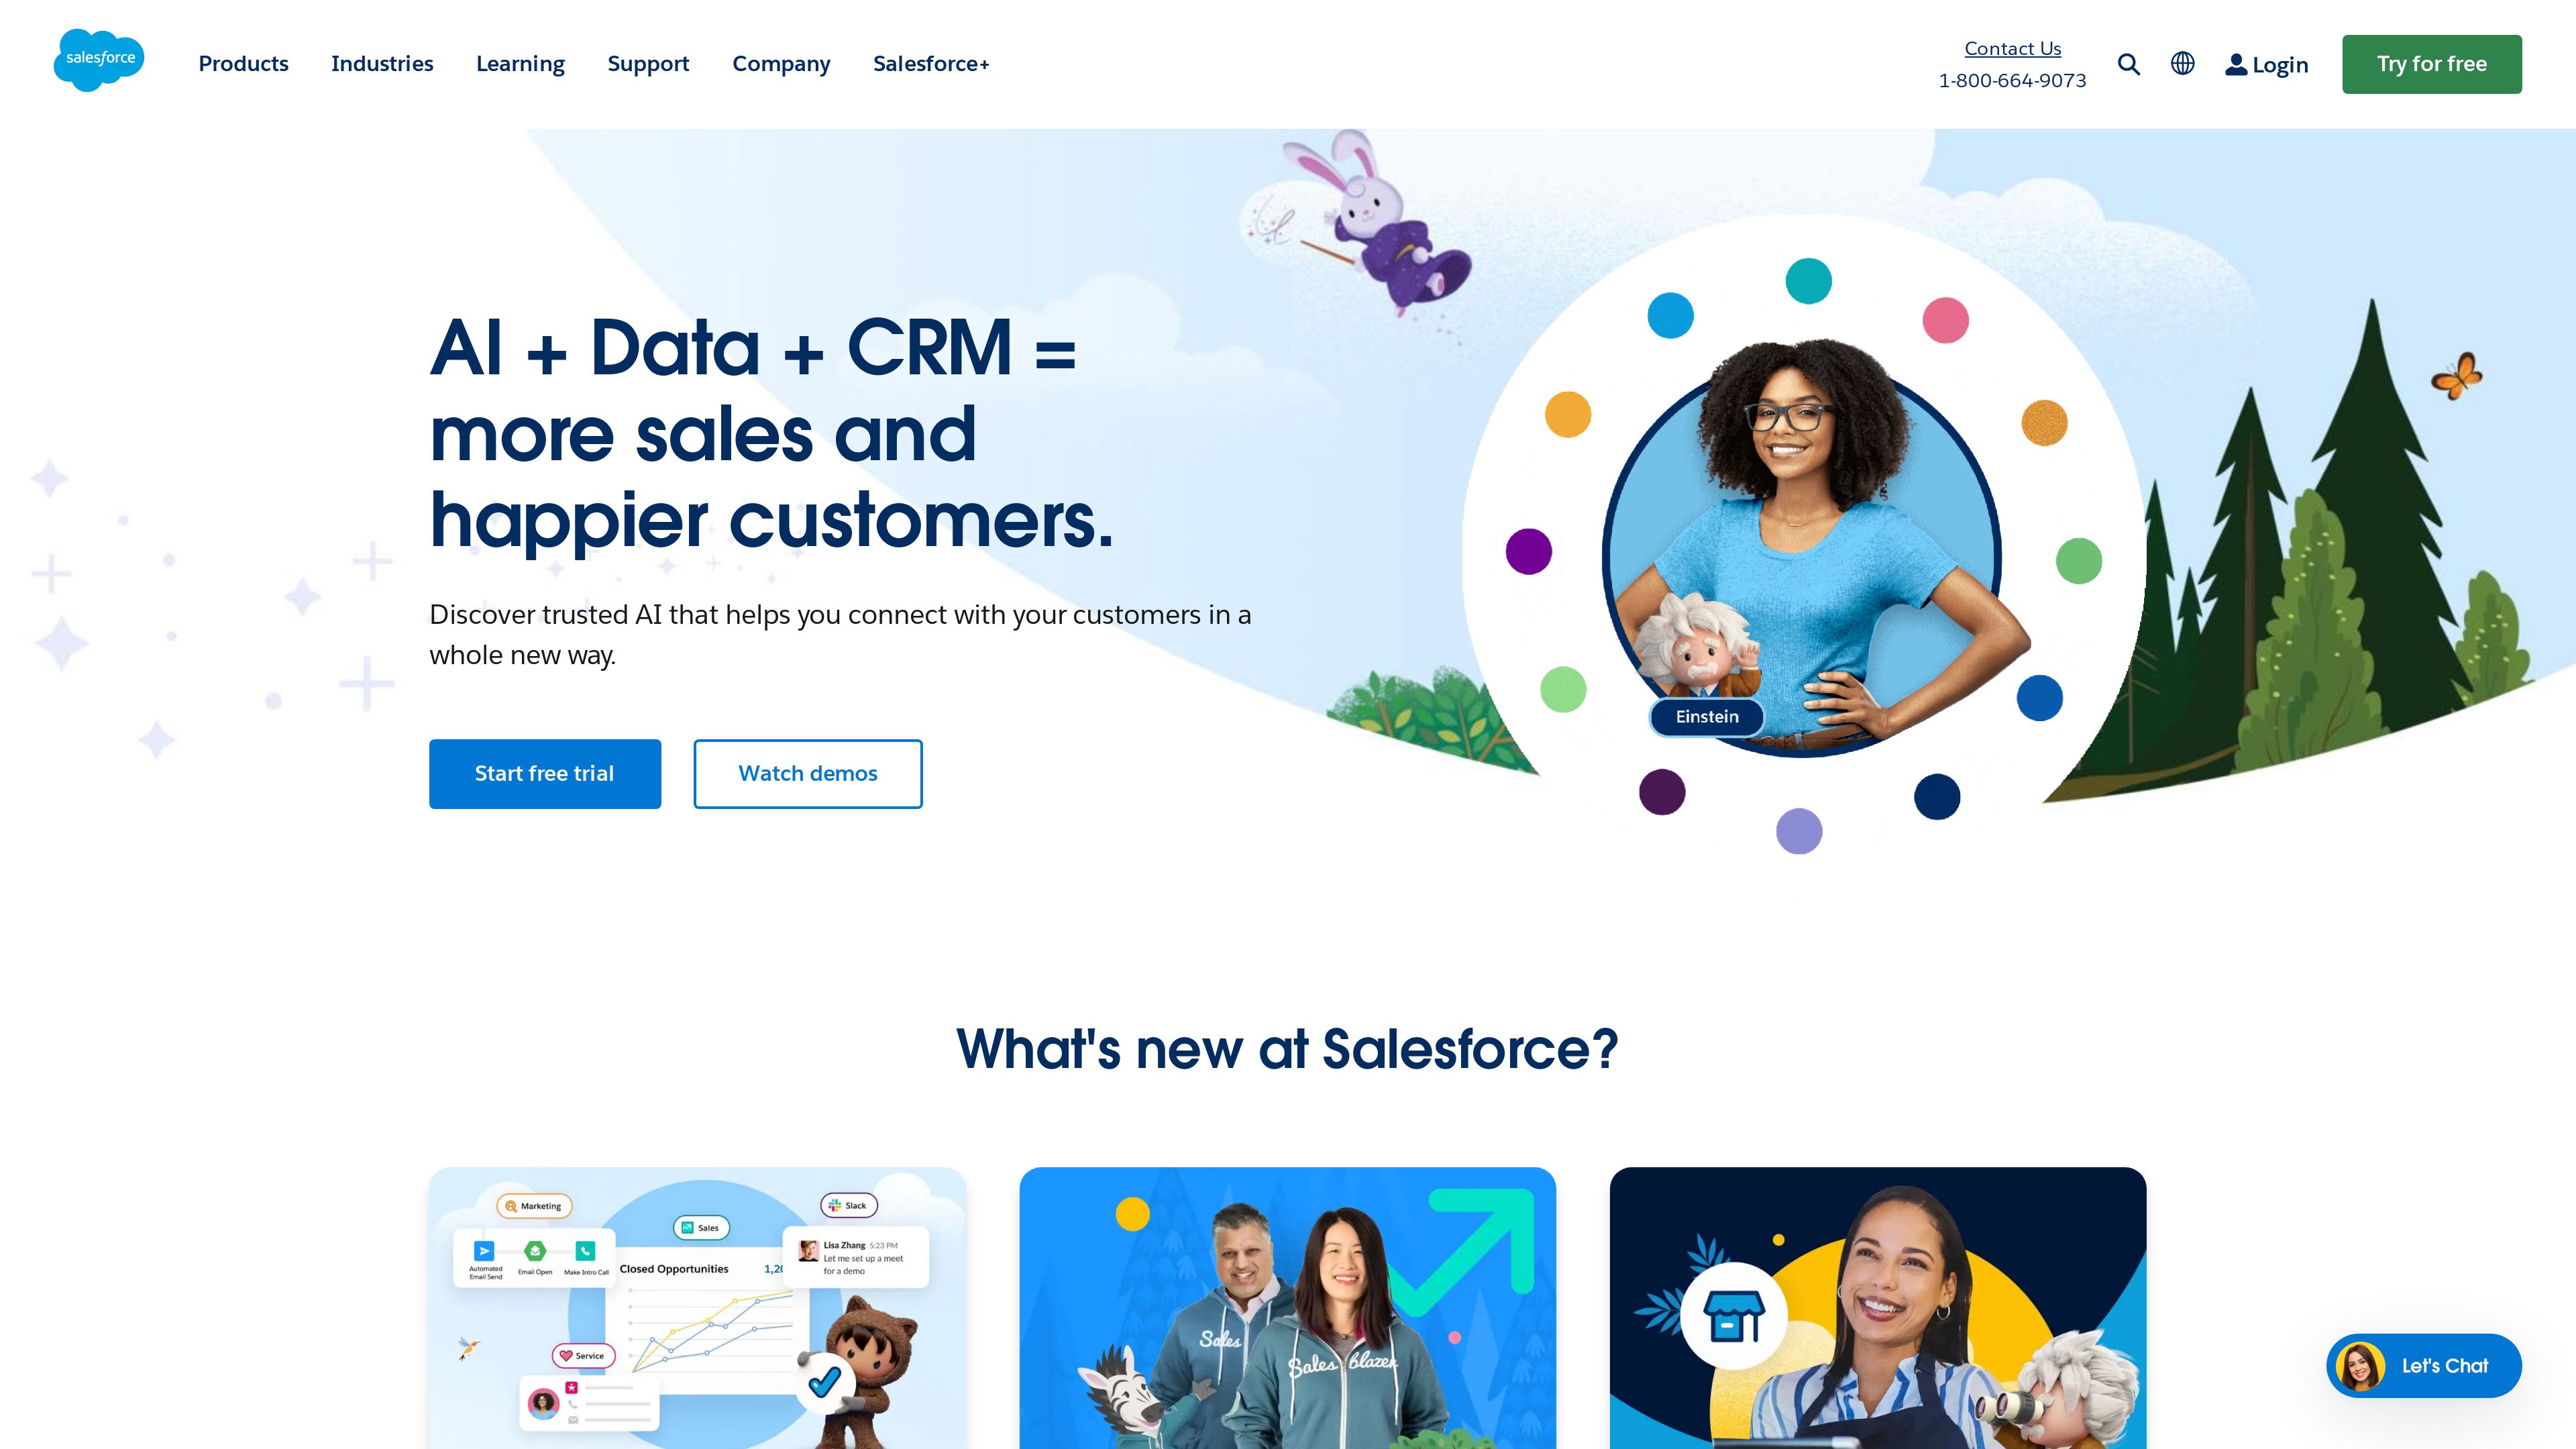 salesforce
Products
Industries
Learning
Support
Company
Salesforce+
Contact Us
1-800-664-9073
Login
Try for free
AI + Data + CRM =
more sales and
happier customers.
Discover trusted AI that helps you connect with your customers in a
whole new way.
Start free trial
Watch demos
Einstein
What's new at Salesforce?
Marketing
Sales
Slack
Automated
Email Send
Email Open
Make Intro Call
Closed Opportunities
1,20
Lisa Zhang 5:23 PM
Let me set up a meet
for a demo
Service
Sales
Sales blazer
Let's Chat